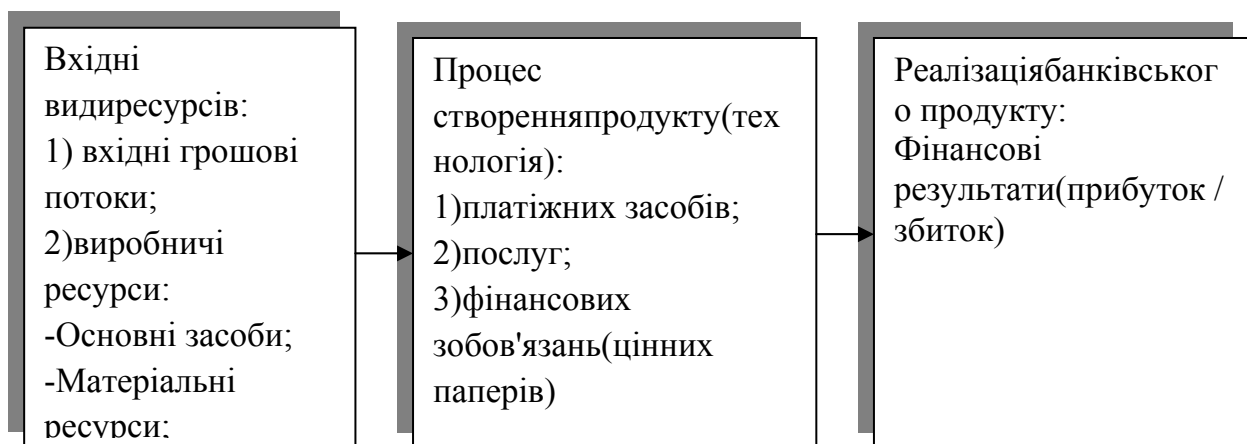 Вхідні
видиресурсів:
1) вхідні грошові
потоки;
2)виробничі
ресурси:
-Основні засоби;
-Матеріальні
ресурси;
Процес
створенняпродукту(тех
нологія):
1)платіжних засобів;
2)послуг;
3)фінансових
зобов'язань(цінних
паперів)
Реалізаціябанківськог
о продукту:
Фінансові
результати(прибуток /
збиток)